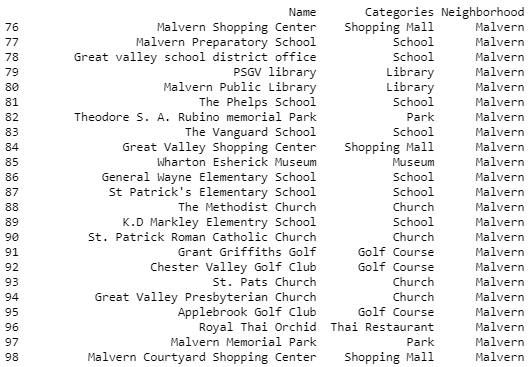 Name Categories Neighborhood
76 Malvern Shopping Center Shopping Mall Malvern
77 Malvern Preparatory School School Malvern
78 Great valley school district office School Malvern
79 PSGV library Library Malvern
80 Malvern Public Library Library Malvern
81 The Phelps School School Malvern
82 Theodore S. A. Rubino memorial Park Park Malvern
83 The Vanguard School School Malvern
84 Great Valley Shopping Center Shopping Mall Malvern
85 Wharton Esherick Museum Museum Malvern
86 General Wayne Elementary School School Malvern
87 St Patrick's Elementary School School Malvern
88 The Methodist Church Church Malvern
89 K.D Markley Elementry School School Malvern
90 St. Patrick Roman Catholic Church Church Malvern
91 Grant Griffiths Golf Golf Course Malvern
92 Chester Valley Golf Club Golf Course Malvern
93 St. Pats Church Church Malvern
94 Great Valley Presbyterian Church Church Malvern
95 Applebrook Golf Club Golf Course Malvern
96 Royal Thai Orchid Thai Restaurant Malvern
97 Malvern Memorial Park Park Malvern
98 Malvern Courtyard Shopping Center Shopping Mall Malvern